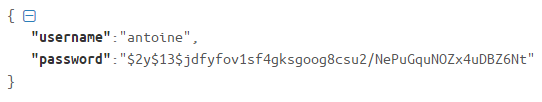 {
"username":"antoine",
"password":"$2y$13$jdfyfov1sf4gksgoog8csu2/NePuGquNOZx4uDBZ6Nt"
}